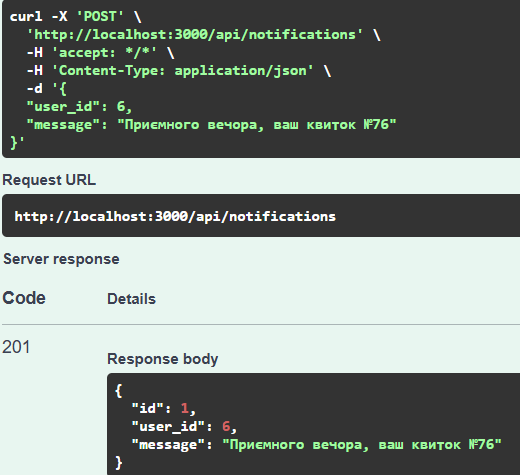 curl -X 'POST' \
'http://localhost:3000/api/notifications' \
-H 'accept: */*' \
-H 'Content-Type: application/json' \
-d '{
"user_id": 6,
"message": "Приємного вечора, ваш квиток №76"
}'
Request URL
http://localhost:3000/api/notifications
Server response
Code Details
201
Response body
{
"id": 1,
"user_id": 6,
"message": "Приємного вечора, ваш квиток №76"
}